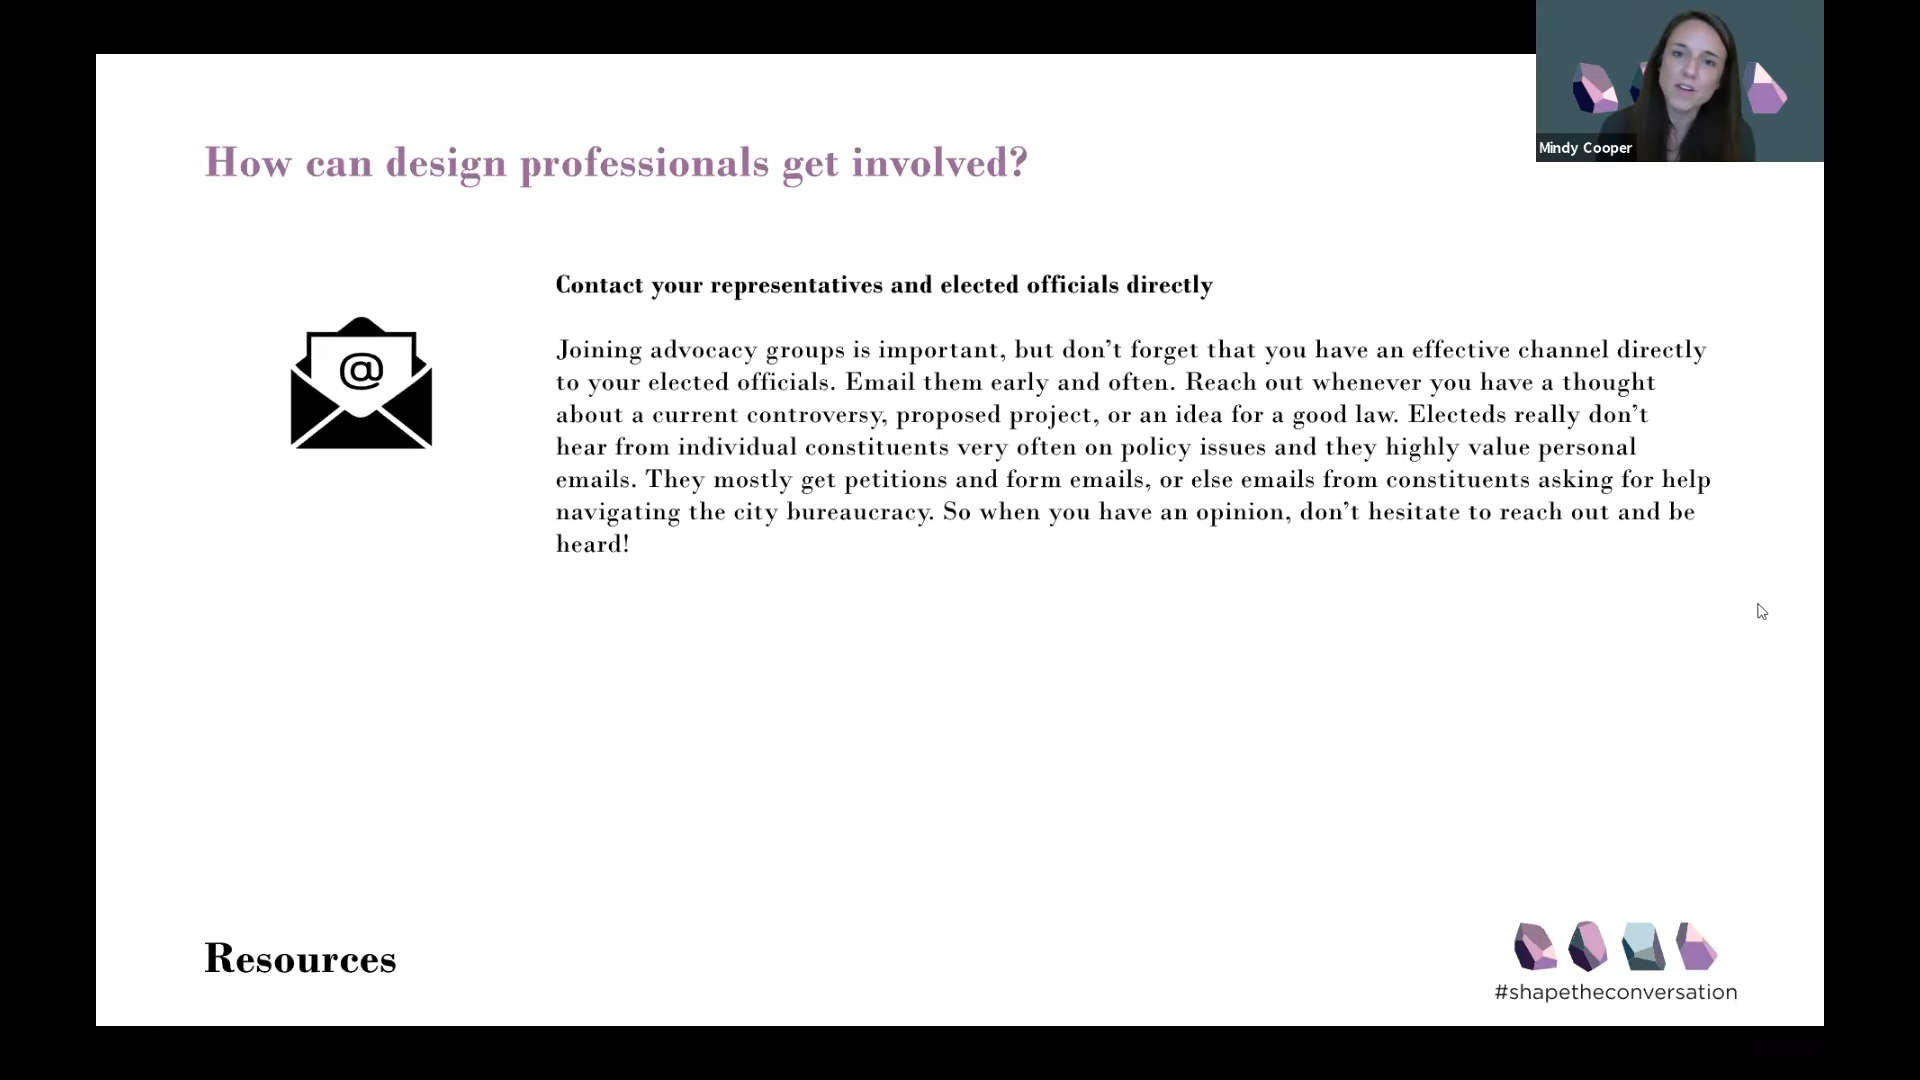 Mindy Cooper
How can design professionals get involved?
Contact your representatives and elected officials directly
@
Joining advocacy groups is important, but don’t forget that you have an effective channel directly
to your elected officials. Email them early and often. Reach out whenever you have a thought
about a current controversy, proposed project, or an idea for a good law. Electeds really don’t
hear from individual constituents very often on policy issues and they highly value personal
emails. They mostly get petitions and form emails, or else emails from constituents asking for help
navigating the city bureaucracy. So when you have an opinion, don’t hesitate to reach out and be
heard!
Resources
#shapetheconversation